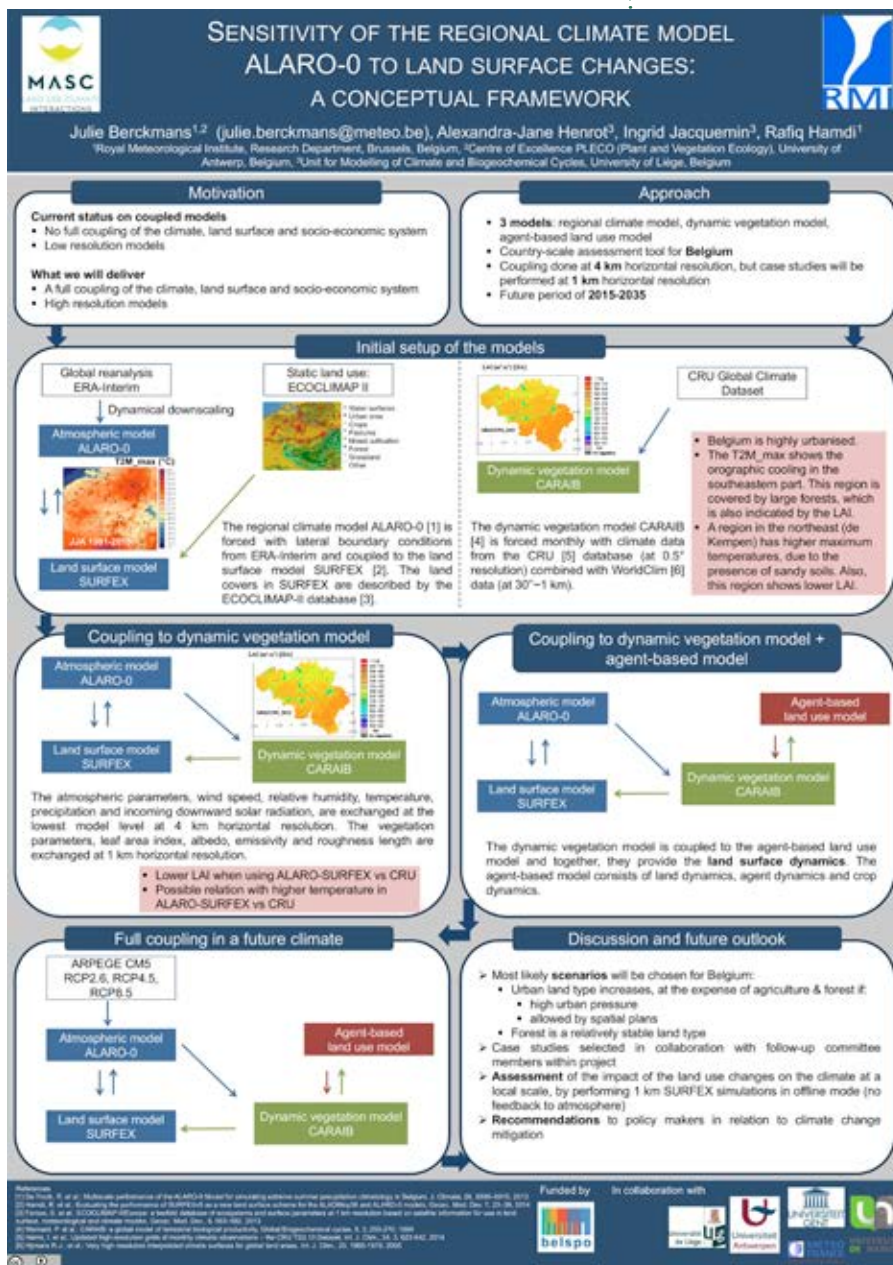 SENSITIVITY OF THE REGIONAL CLIMATE MODEL
ALARO-0 TO LAND SURFACE CHANGES:
A CONCEPTUAL FRAMEWORK
MASC
LAND USE-CLIMATE
INTERACTIONS
RMI
Julie Berckmans1,2 (julie.berckmans@meteo.be), Alexandra-Jane Henrot3, Ingrid Jacquemin3, Rafiq Hamdi1
1Royal Meteorological Institute, Research Department, Brussels, Belgium, 2Centre of Excellence PLECO (Plant and Vegetation Ecology), University of
Antwerp, Belgium, 3Unit for Modelling of Climate and Biogeochemical Cycles, University of Liège, Belgium
Motivation
Current status on coupled models
• No full coupling of the climate, land surface and socio-economic system
• Low resolution models
What we will deliver
• A full coupling of the climate, land surface and socio-economic system
• High resolution models
Approach
• 3 models: regional climate model, dynamic vegetation model,
agent-based land use model
• Country-scale assessment tool for Belgium
• Coupling done at 4 km horizontal resolution, but case studies will be
performed at 1 km horizontal resolution
• Future period of 2015-2035
Initial setup of the models
Global reanalysis
ERA-Interim
Dynamical downscaling
Atmospheric model
ALARO-0
T2M_max (°C)
Land surface model
SURFEX
Static land use:
ECOCLIMAP II
Water surfaces
Urban area
Crops
Pastures
Mixed cultivation
Forest
Grassland
Other
The regional climate model ALARO-0 [1] is
forced with lateral boundary conditions
from ERA-Interim and coupled to the land
surface model SURFEX [2]. The land
covers in SURFEX are described by the
ECOCLIMAP-II database [3].
CRU Global Climate
Dataset
Dynamic vegetation model
CARAIB
The dynamic vegetation model CARAIB
[4] is forced monthly with climate data
from the CRU [5] database (at 0.5°
resolution) combined with WorldClim [6]
data (at 30"~1 km).
• Belgium is highly urbanised.
• The T2M_max shows the
orographic cooling in the
southeastern part. This region is
covered by large forests, which
is also indicated by the LAI.
• A region in the northeast (de
Kempen) has higher maximum
temperatures, due to the
presence of sandy soils. Also,
this region shows lower LAI.
Coupling to dynamic vegetation model
Atmospheric model
ALARO-0
Land surface model
SURFEX
Dynamic vegetation model
CARAIB
The atmospheric parameters, wind speed, relative humidity, temperature,
precipitation and incoming downward solar radiation, are exchanged at the
lowest model level at 4 km horizontal resolution. The vegetation
parameters, leaf area index, albedo, emissivity and roughness length are
exchanged at 1 km horizontal resolution.
• Lower LAI when using ALARO-SURFEX vs CRU
• Possible relation with higher temperature in
ALARO-SURFEX vs CRU
Coupling to dynamic vegetation model +
agent-based model
Atmospheric model
ALARO-0
Agent-based
land use model
Land surface model
SURFEX
Dynamic vegetation model
CARAIB
The dynamic vegetation model is coupled to the agent-based land use
model and together, they provide the land surface dynamics. The
agent-based model consists of land dynamics, agent dynamics and crop
dynamics.
Full coupling in a future climate
ARPEGE CM5
RCP2.6, RCP4.5,
RCP8.5
Atmospheric model
ALARO-0
Agent-based
land use model
Land surface model
SURFEX
Dynamic vegetation model
CARAIB
Discussion and future outlook
➤ Most likely scenarios will be chosen for Belgium:
• Urban land type increases, at the expense of agriculture & forest if:
• high urban pressure
• allowed by spatial plans
• Forest is a relatively stable land type
➤ Case studies selected in collaboration with follow-up committee
members within project
➤ Assessment of the impact of the land use changes on the climate at a
local scale, by performing 1 km SURFEX simulations in offline mode (no
feedback to atmosphere)
➤ Recommendations to policy makers in relation to climate change
mitigation
References
Funded by
belspo
In collaboration with
Université
de Liège
Universiteit
Antwerpen
UNIVERSITEIT
GENT
METEO
FRANCE